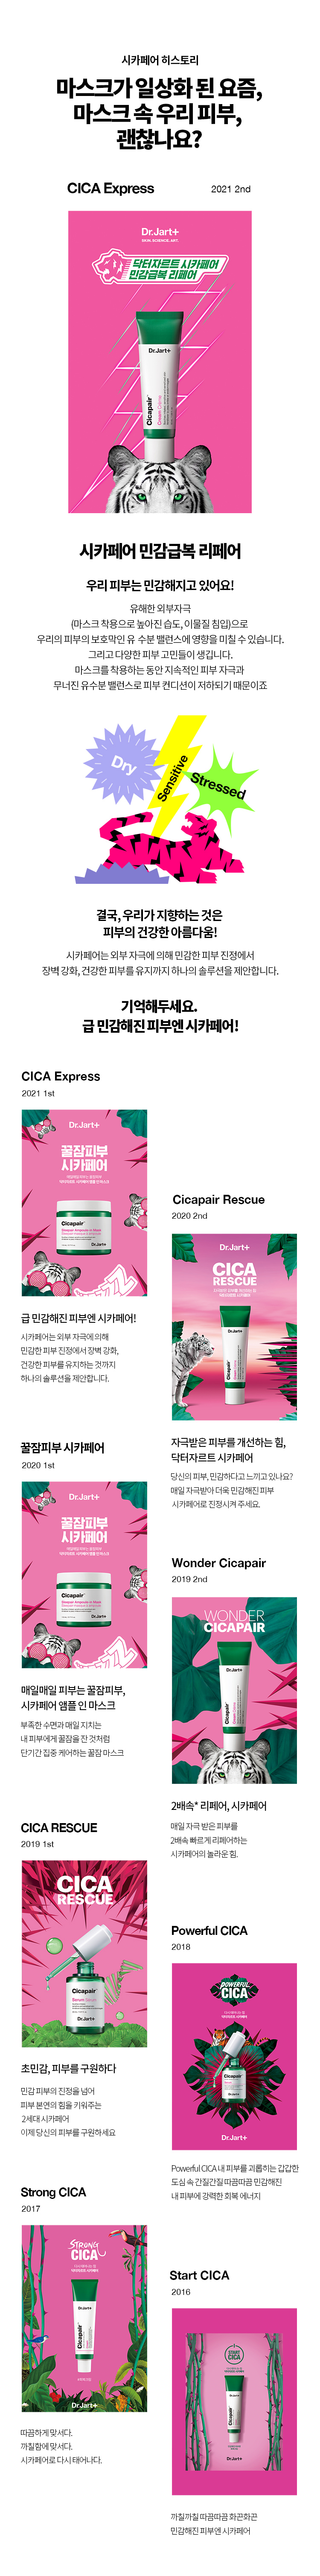 시카페어 히스토리
마스크가 일상화 된 요즘,
마스크 속 우리 피부,
괜찮나요?
CICA Express
2021 2nd
Dr.Jart+
SKIN. SCIENCE. ART.
닥터자르트 시카페어
민감급복 리페어
Dr.Jart+
Cicapair
시카페어 민감급복 리페어
우리 피부는 민감해지고 있어요!
유해한 외부자극
(마스크 착용으로 높아진 습도, 이물질 침입)으로
우리의 피부의 보호막인 유 수분 밸런스에 영향을 미칠 수 있습니다.
그리고 다양한 피부 고민들이 생깁니다.
마스크를 착용하는 동안 지속적인 피부 자극과
무너진 유수분 밸런스로 피부 컨디션이 저하되기 때문이죠
Dry
Sensitive
Stressed
결국, 우리가 지향하는 것은
피부의 건강한 아름다움!
시카페어는 외부 자극에 의해 민감한 피부 진정에서
장벽 강화, 건강한 피부를 유지까지 하나의 솔루션을 제안합니다.
기억해두세요.
급 민감해진 피부엔 시카페어!
CICA Express
2021 1st
Dr.Jart+
꿀잠피부
시카페어
Cicapair
Dr.Jart+
급 민감해진 피부엔 시카페어!
시카페어는 외부 자극에 의해
민감한 피부 진정에서 장벽 강화,
건강한 피부를 유지하는 것까지
하나의 솔루션을 제안합니다.
Cicapair Rescue
2020 2nd
Dr.Jart+
CICA
RESCUE
Dr.Jart+
Cicapair
자극받은 피부를 개선하는 힘,
닥터자르트 시카페어
당신의 피부, 민감하다고 느끼고 있나요?
매일 자극받아 더욱 민감해진 피부
시카페어로 진정시켜 주세요.
꿀잠피부 시카페어
2020 1st
Dr.Jart+
꿀잠피부
시카페어
Cicapair
Dr.Jart+
매일매일 피부는 꿀잠피부,
시카페어 앰플 인 마스크
부족한 수면과 매일 지치는
내 피부에게 꿀잠을 잔 것처럼
단기간 집중 케어하는 꿀잠 마스크
Wonder Cicapair
2019 2nd
WONDER
CICAPAIR
Dr.Jart+
Cicapair
2배속* 리페어, 시카페어
매일 자극 받은 피부를
2배속 빠르게 리페어하는
시카페어의 놀라운 힘.
CICA RESCUE
2019 1st
CICA
RESCUE
Cicapair
Serum
Dr.Jart+
초민감, 피부를 구원하다
민감 피부의 진정을 넘어
피부 본연의 힘을 키워주는
2세대 시카페어
이제 당신의 피부를 구원하세요
Powerful CICA
2018
POWERFUL
CICA
Cicapair
Dr.Jart+
Powerful CICA 내 피부를 괴롭히는 갑갑한
도심 속 간질간질 따끔따끔 민감해진
내 피부에 강력한 회복 에너지
Strong CICA
2017
STRONG
CICA
Cicapair
Dr.Jart+
따끔하게 맞서다.
까칠함에 맞서다.
시카페어로 다시 태어나다.
Start CICA
2016
START
CICA
Dr.Jart+
Cicapair
Dr.Jart+
까칠까칠 따끔따끔 화끈화끈
민감해진 피부엔 시카페어